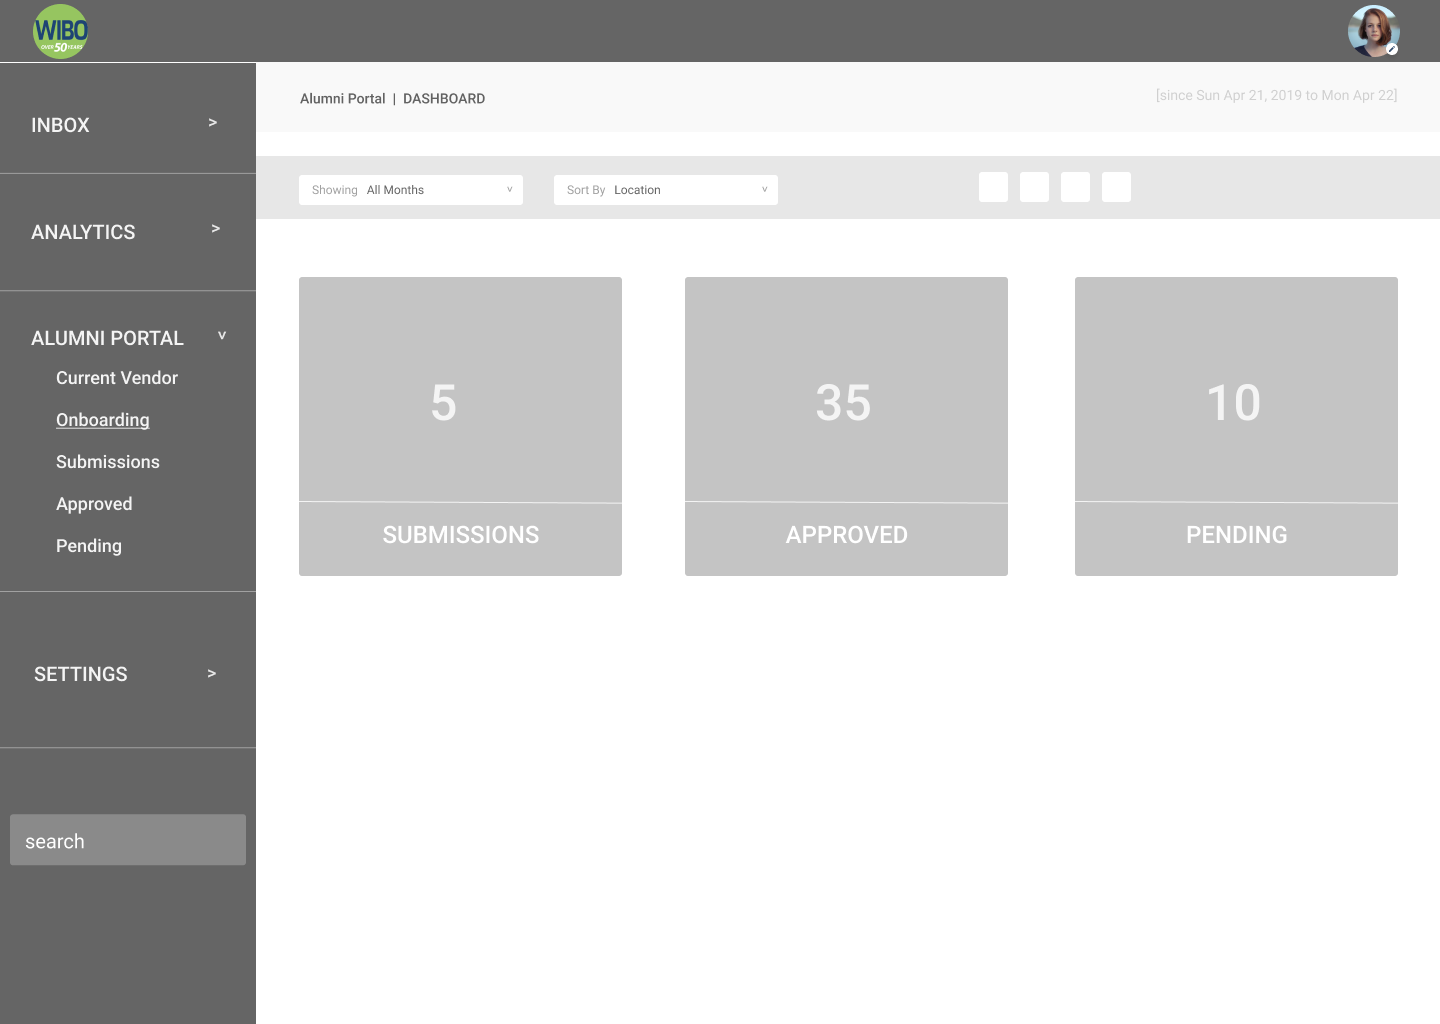 WIBO
OVER 50 YEARS
INBOX >
ANALYTICS >
ALUMNI PORTAL v
Current Vendor
Onboarding
Submissions
Approved
Pending
SETTINGS >
search
Alumni Portal | DASHBOARD
[since Sun Apr 21, 2019 to Mon Apr 22]
Showing All Months v
Sort By Location v
5
SUBMISSIONS
35
APPROVED
10
PENDING